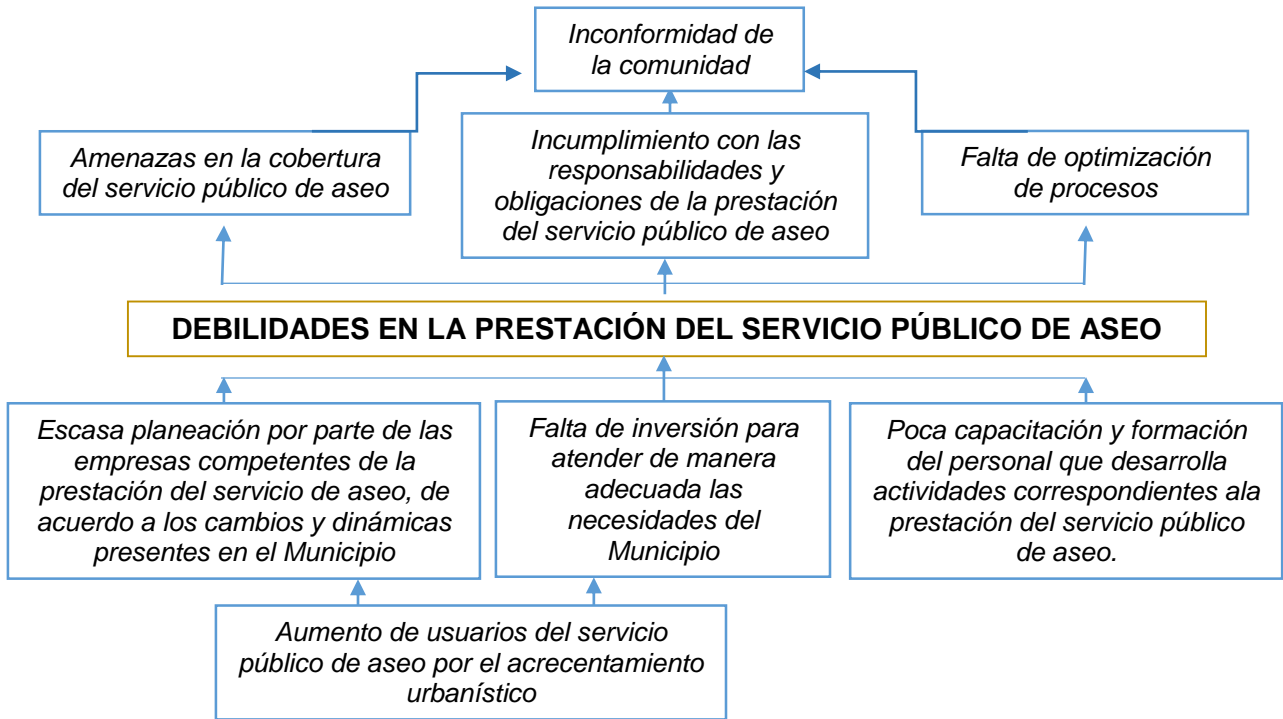 Inconformidad de
la comunidad
Amenazas en la cobertura
del servicio público de aseo
Incumplimiento con las
responsabilidades y
obligaciones de la prestación
del servicio público de aseo
Falta de optimización
de procesos
DEBILIDADES EN LA PRESTACIÓN DEL SERVICIO PÚBLICO DE ASEO
Escasa planeación por parte de las
empresas competentes de la
prestación del servicio de aseo, de
acuerdo a los cambios y dinámicas
presentes en el Municipio
Falta de inversión para
atender de manera
adecuada las
necesidades del
Municipio
Poca capacitación y formación
del personal que desarrolla
actividades correspondientes ala
prestación del servicio público
de aseo.
Aumento de usuarios del servicio
público de aseo por el acrecentamiento
urbanístico